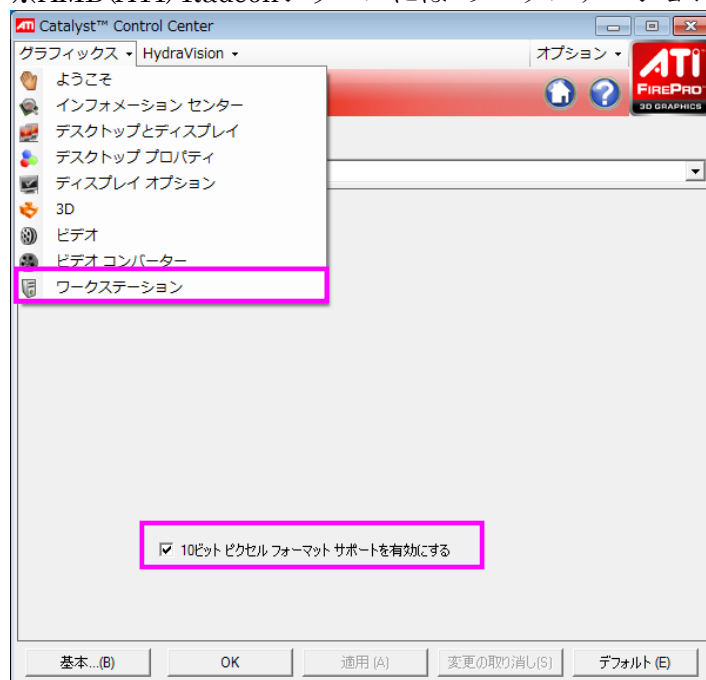 Catalyst™ Control Center
グラフィックス HydraVision オプション
ATI
FIREPRO
3D GRAPHICS
ようこそ
インフォメーション センター
デスクトップとディスプレイ
デスクトップ プロパティ
ディスプレイ オプション
3D
ビデオ
ビデオ コンバーター
ワークステーション
10ビット ピクセル フォーマット サポートを有効にする
基本...(B) OK 適用 (A) 変更の取り消し(S) デフォルト (E)